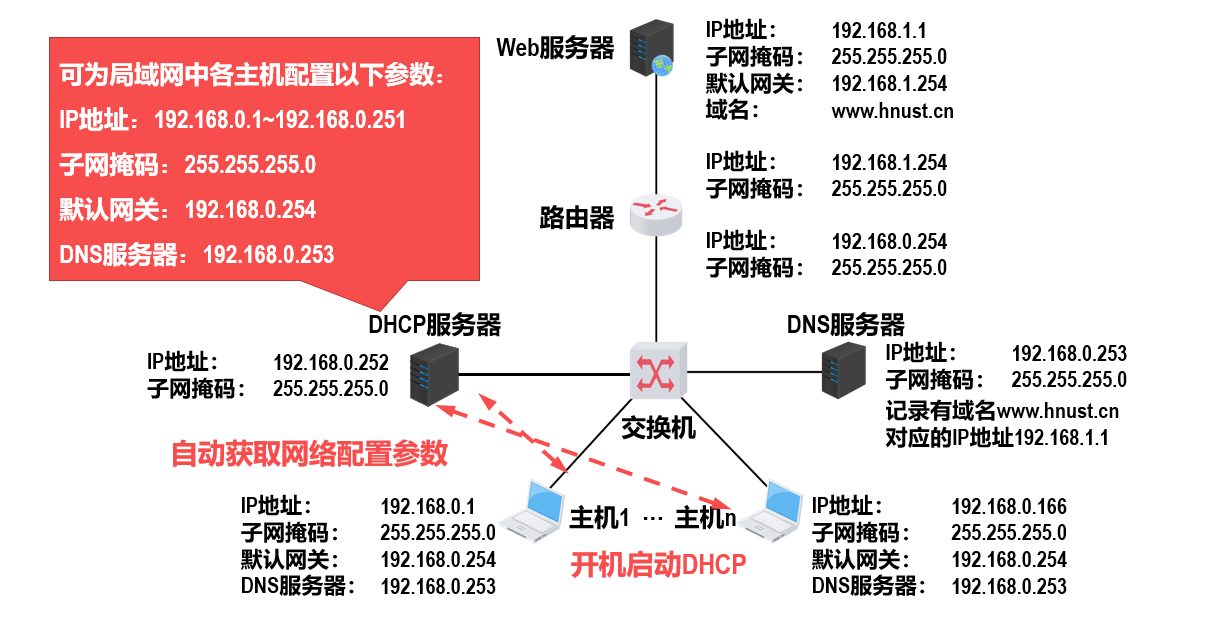 可为局域网中各主机配置以下参数：
IP地址：192.168.0.1~192.168.0.251
子网掩码：255.255.255.0
默认网关：192.168.0.254
DNS服务器：192.168.0.253
Web服务器
IP地址： 192.168.1.1
子网掩码： 255.255.255.0
默认网关： 192.168.1.254
域名： www.hnust.cn
IP地址： 192.168.1.254
子网掩码： 255.255.255.0
路由器
IP地址： 192.168.0.254
子网掩码： 255.255.255.0
DHCP服务器
IP地址： 192.168.0.252
子网掩码： 255.255.255.0
DNS服务器
IP地址： 192.168.0.253
子网掩码： 255.255.255.0
记录有域名www.hnust.cn
对应的IP地址192.168.1.1
交换机
自动获取网络配置参数
IP地址： 192.168.0.1
子网掩码： 255.255.255.0
默认网关： 192.168.0.254
DNS服务器： 192.168.0.253
主机1 … 主机n
开机启动DHCP
IP地址： 192.168.0.166
子网掩码： 255.255.255.0
默认网关： 192.168.0.254
DNS服务器： 192.168.0.253